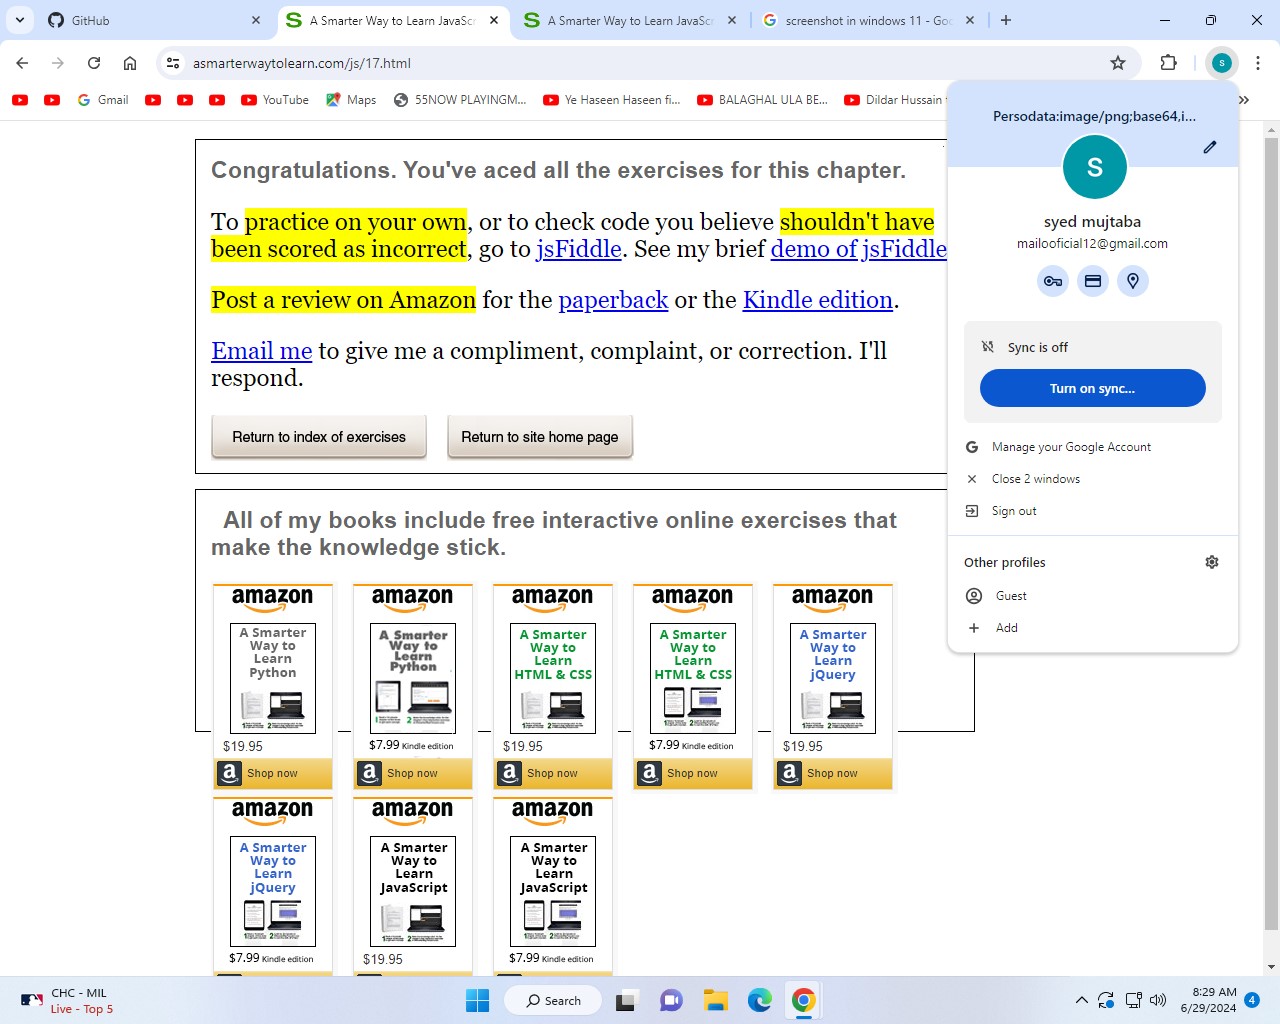 GitHub
A Smarter Way to Learn JavaSc
A Smarter Way to Learn JavaScr
screenshot in windows 11 - Goo
asmarterwaytolearn.com/js/17.html
S
Gmail
YouTube
Maps
55NOW PLAYINGM...
Ye Haseen Haseen fi...
BALAGHAL ULA BE...
Dildar Hussain
Congratulations. You've aced all the exercises for this chapter.
To practice on your own, or to check code you believe shouldn't have
been scored as incorrect, go to jsFiddle. See my brief demo of jsFiddle
Post a review on Amazon for the paperback or the Kindle edition.
Email me to give me a compliment, complaint, or correction. I'll
respond.
Return to index of exercises
Return to site home page
All of my books include free interactive online exercises that
make the knowledge stick.
amazon
A Smarter
Way to
Learn
Python
$19.95
a Shop now
amazon
A Smarter
Way to
Learn
Python
$7.99 Kindle edition
a Shop now
amazon
A Smarter
Way to
Learn
HTML & CSS
$19.95
a Shop now
amazon
A Smarter
Way to
Learn
HTML & CSS
$7.99 Kindle edition
a Shop now
amazon
A Smarter
Way to
Learn
jQuery
$19.95
a Shop now
amazon
A Smarter
Way to
Learn
jQuery
$7.99 Kindle edition
amazon
A Smarter
Way to
Learn
JavaScript
$19.95
amazon
A Smarter
Way to
Learn
JavaScript
$7.99 Kindle edition
Persodata:image/png;base64,i...
S
syed mujtaba
mailooficial12@gmail.com
Sync is off
Turn on sync...
Manage your Google Account
Close 2 windows
Sign out
Other profiles
Guest
Add
CHC - MIL
Live - Top 5
Search
8:29 AM
6/29/2024
4